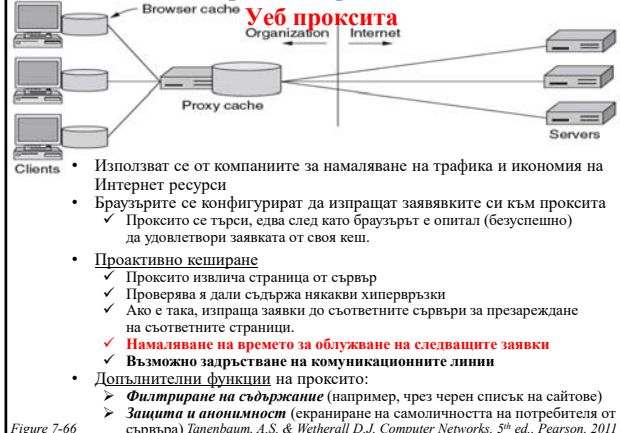 Browser cache
Уеб проксита
Organization
Internet
Proxy cache
Servers
Clients
• Използват се от компаниите за намаляване на трафика и икономия на
Интернет ресурси
• Браузърите се конфигурират да изпращат заявявките си към проксита
✓ Проксито се търси, едва след като браузърът е опитал (безуспешно)
да удовлетвори заявката от своя кеш.
• Проактивно кеширане
✓ Проксито извлича страница от сървър
✓ Проверява я дали съдържа някакви хипервръзки
✓ Ако е така, изпраща заявки до съответните сървъри за презареждане
на съответните страници.
✓ Намаляване на времето за облужване на следващите заявки
✓ Възможно задръстване на комуникационните линии
• Допълнителни функции на проксито:
➢ Филтриране на съдържание (например, чрез черен списък на сайтове)
➢ Защита и анонимност (екраниране на самоличността на потребителя от
сървъра) Tanenbaum, A.S. & Wetherall D.J. Computer Networks, 5th ed., Pearson, 2011
Figure 7-66